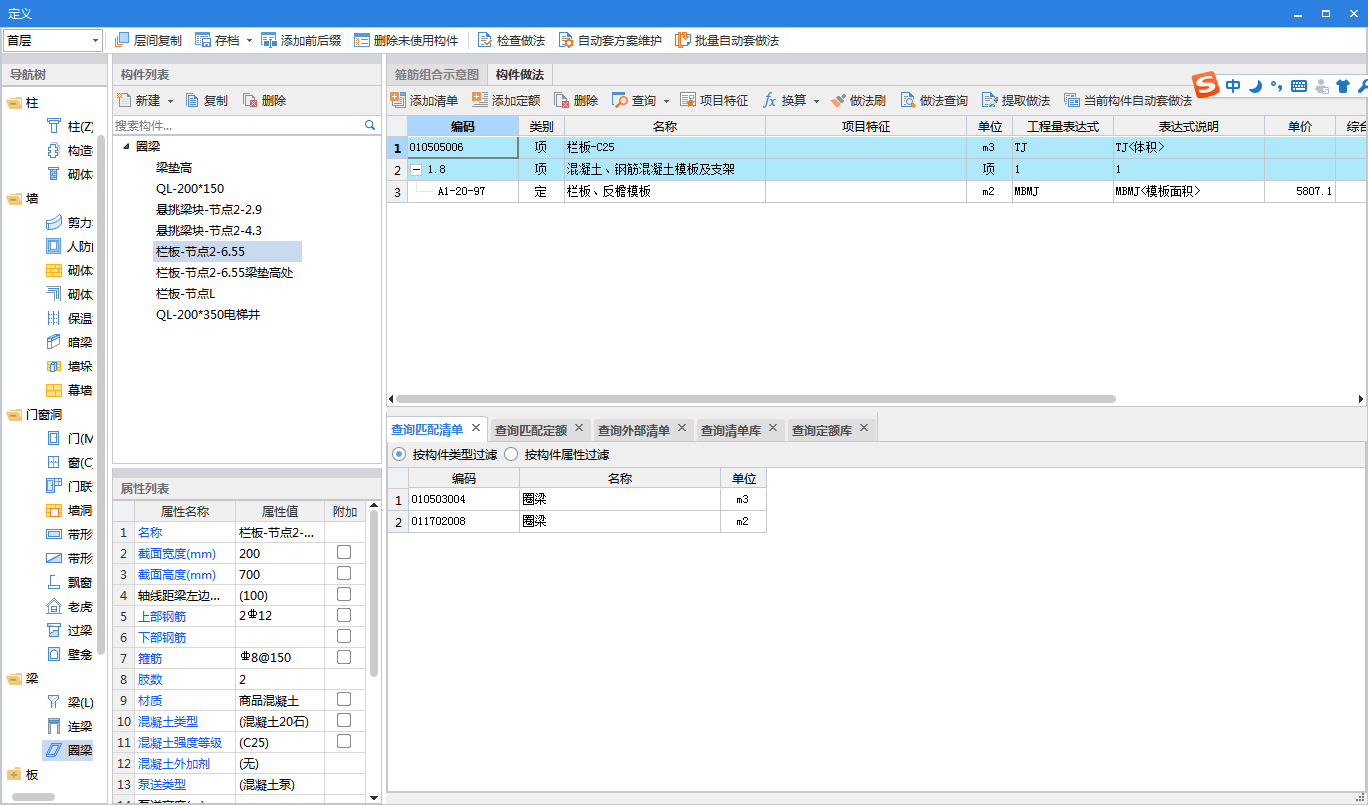 定义
首层 层间复制 存档 添加前后缀 删除未使用构件 检查做法 自动套方案维护 批量自动套做法
导航树
柱
柱(Z)
构造
砌体
墙
剪力
人防
砌体
砌体
保温
暗梁
墙垛
幕墙
门窗洞
门(M
窗(C)
门联
墙洞
带形
带形
飘窗
老虎
过梁
壁龛
梁
梁(L)
连梁
圈梁
板
构件列表
新建 复制 删除
搜索构件...
圈梁
梁垫高
QL-200*150
悬挑梁块-节点2-2.9
悬挑梁块-节点2-4.3
栏板-节点2-6.55
栏板-节点2-6.55梁垫高处
栏板-节点L
QL-200*350电梯井
属性列表
属性名称 属性值 附加
1 名称 栏板-节点2-...
2 截面宽度(mm) 200
3 截面高度(mm) 700
4 轴线距梁左边... (100)
5 上部钢筋 2⏀12
6 下部钢筋
7 箍筋 ⏀8@150
8 肢数 2
9 材质 商品混凝土
10 混凝土类型 (混凝土20石)
11 混凝土强度等级 (C25)
12 混凝土外加剂 (无)
13 泵送类型 (混凝土泵)
箍筋组合示意图 构件做法
添加清单 添加定额 删除 查询 项目特征 fx 换算 做法刷 做法查询 提取做法 当前构件自动套做法
S 中
编码 类别 名称 项目特征 单位 工程量表达式 表达式说明 单价 综合
1 010505006 项 栏板-C25 m3 TJ TJ<体积>
2 1.8 项 混凝土、钢筋混凝土模板及支架 项 1 1
3 A1-20-97 定 栏板、反檐模板 m2 MBMJ MBMJ<模板面积> 5807.1
查询匹配清单 查询匹配定额 查询外部清单 查询清单库 查询定额库
按构件类型过滤 按构件属性过滤
编码 名称 单位
1 010503004 圈梁 m3
2 011702008 圈梁 m2